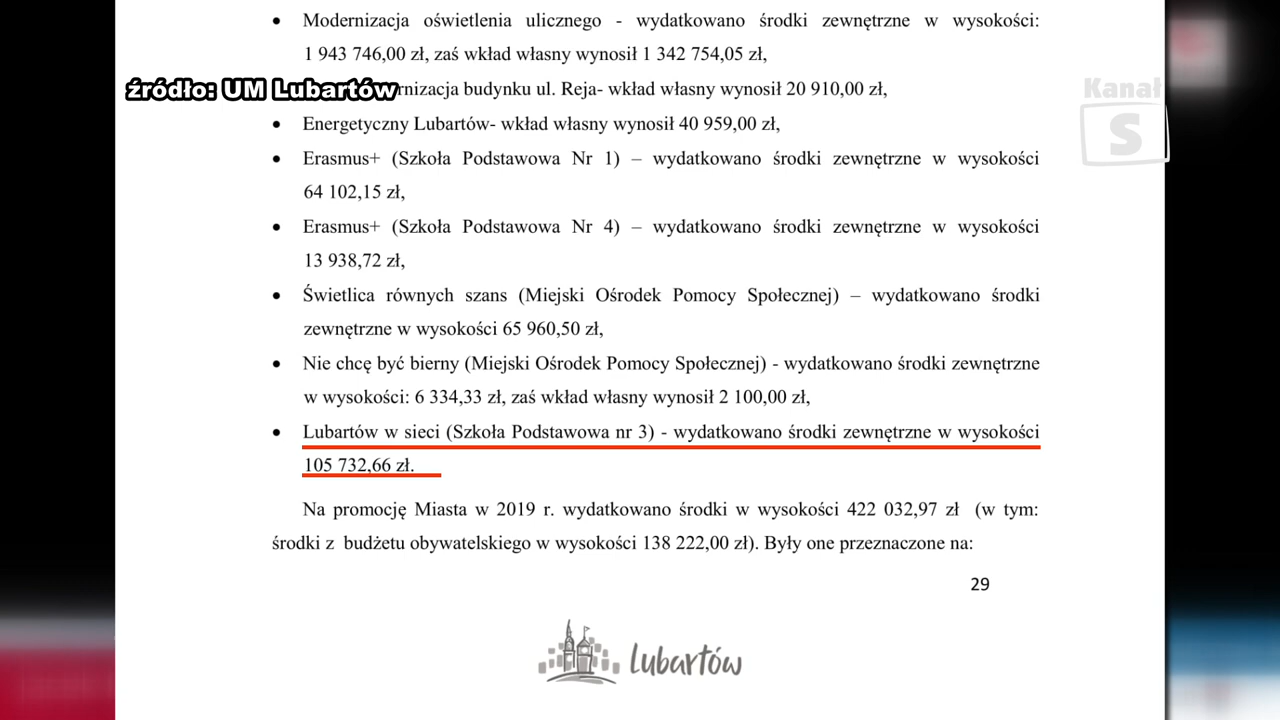 • Modernizacja oświetlenia ulicznego - wydatkowano środki zewnętrzne w wysokości:
1 943 746,00 zł, zaś wkład własny wynosił 1 342 754,05 zł,
źródło: UM Lubartów
budynku ul. Reja- wkład własny wynosił 20 910,00 zł,
Kanał
S
• Energetyczny Lubartów- wkład własny wynosił 40 959,00 zł,
• Erasmus+ (Szkoła Podstawowa Nr 1) – wydatkowano środki zewnętrzne w wysokości
64 102,15 zł,
• Erasmus+ (Szkoła Podstawowa Nr 4) – wydatkowano środki zewnętrzne w wysokości
13 938,72 zł,
• Świetlica równych szans (Miejski Ośrodek Pomocy Społecznej) – wydatkowano środki
zewnętrzne w wysokości 65 960,50 zł,
• Nie chcę być bierny (Miejski Ośrodek Pomocy Społecznej) - wydatkowano środki zewnętrzne
w wysokości: 6 334,33 zł, zaś wkład własny wynosił 2 100,00 zł,
• Lubartów w sieci (Szkoła Podstawowa nr 3) - wydatkowano środki zewnętrzne w wysokości
105 732,66 zł.
Na promocję Miasta w 2019 r. wydatkowano środki w wysokości 422 032,97 zł (w tym:
środki z budżetu obywatelskiego w wysokości 138 222,00 zł). Były one przeznaczone na:
29
Lubartów